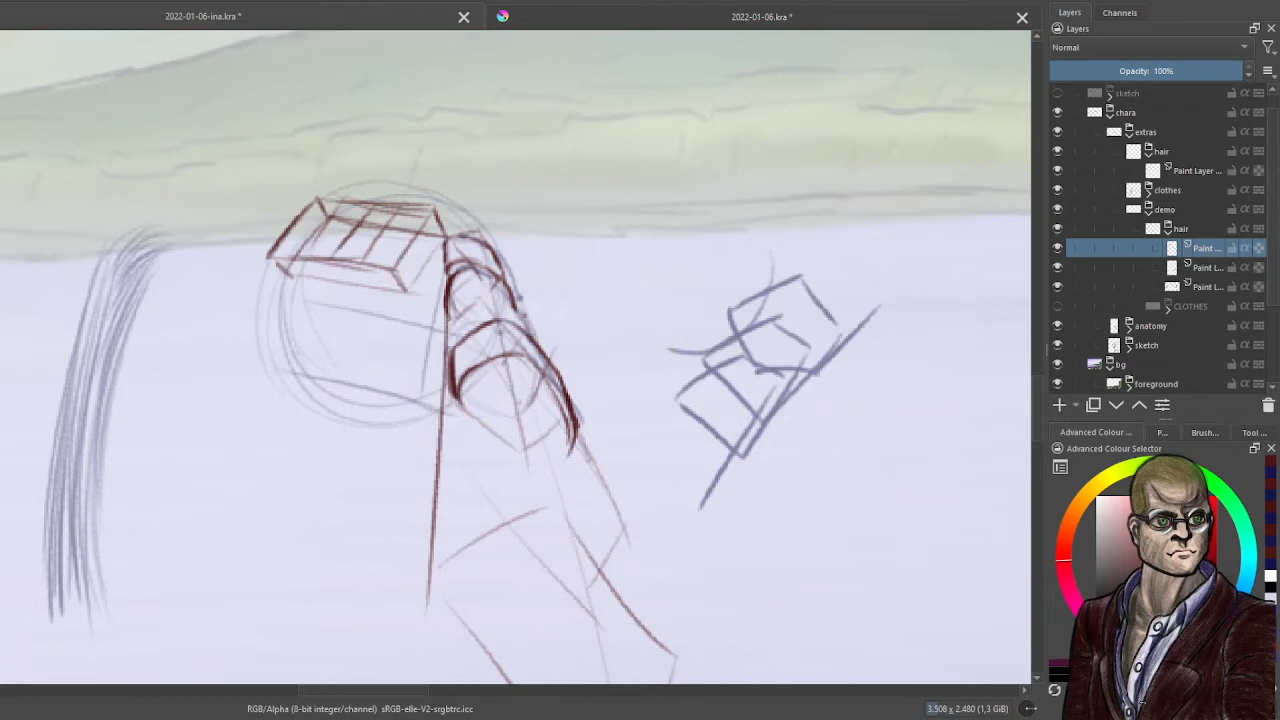 2022-01-06-ina.kra *
2022-01-06.kra *
Layers
Channels
Layers
Normal
Opacity: 100%
sketch
chara
extras
hair
Paint Layer ...
clothes
demo
hair
Paint ...
Paint L...
Paint L...
CLOTHES
anatomy
sketch
bg
foreground
Advanced Colour ...
P...
Brush...
Tool ...
Advanced Colour Selector
RGB/Alpha (8-bit integer/channel) sRGB-elle-V2-srgbtrc.icc
3.508 x 2.480 (1,3 GiB)